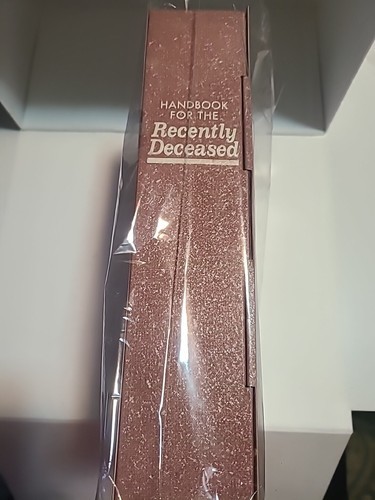 HANDBOOK
FOR THE
Recently
Deceased